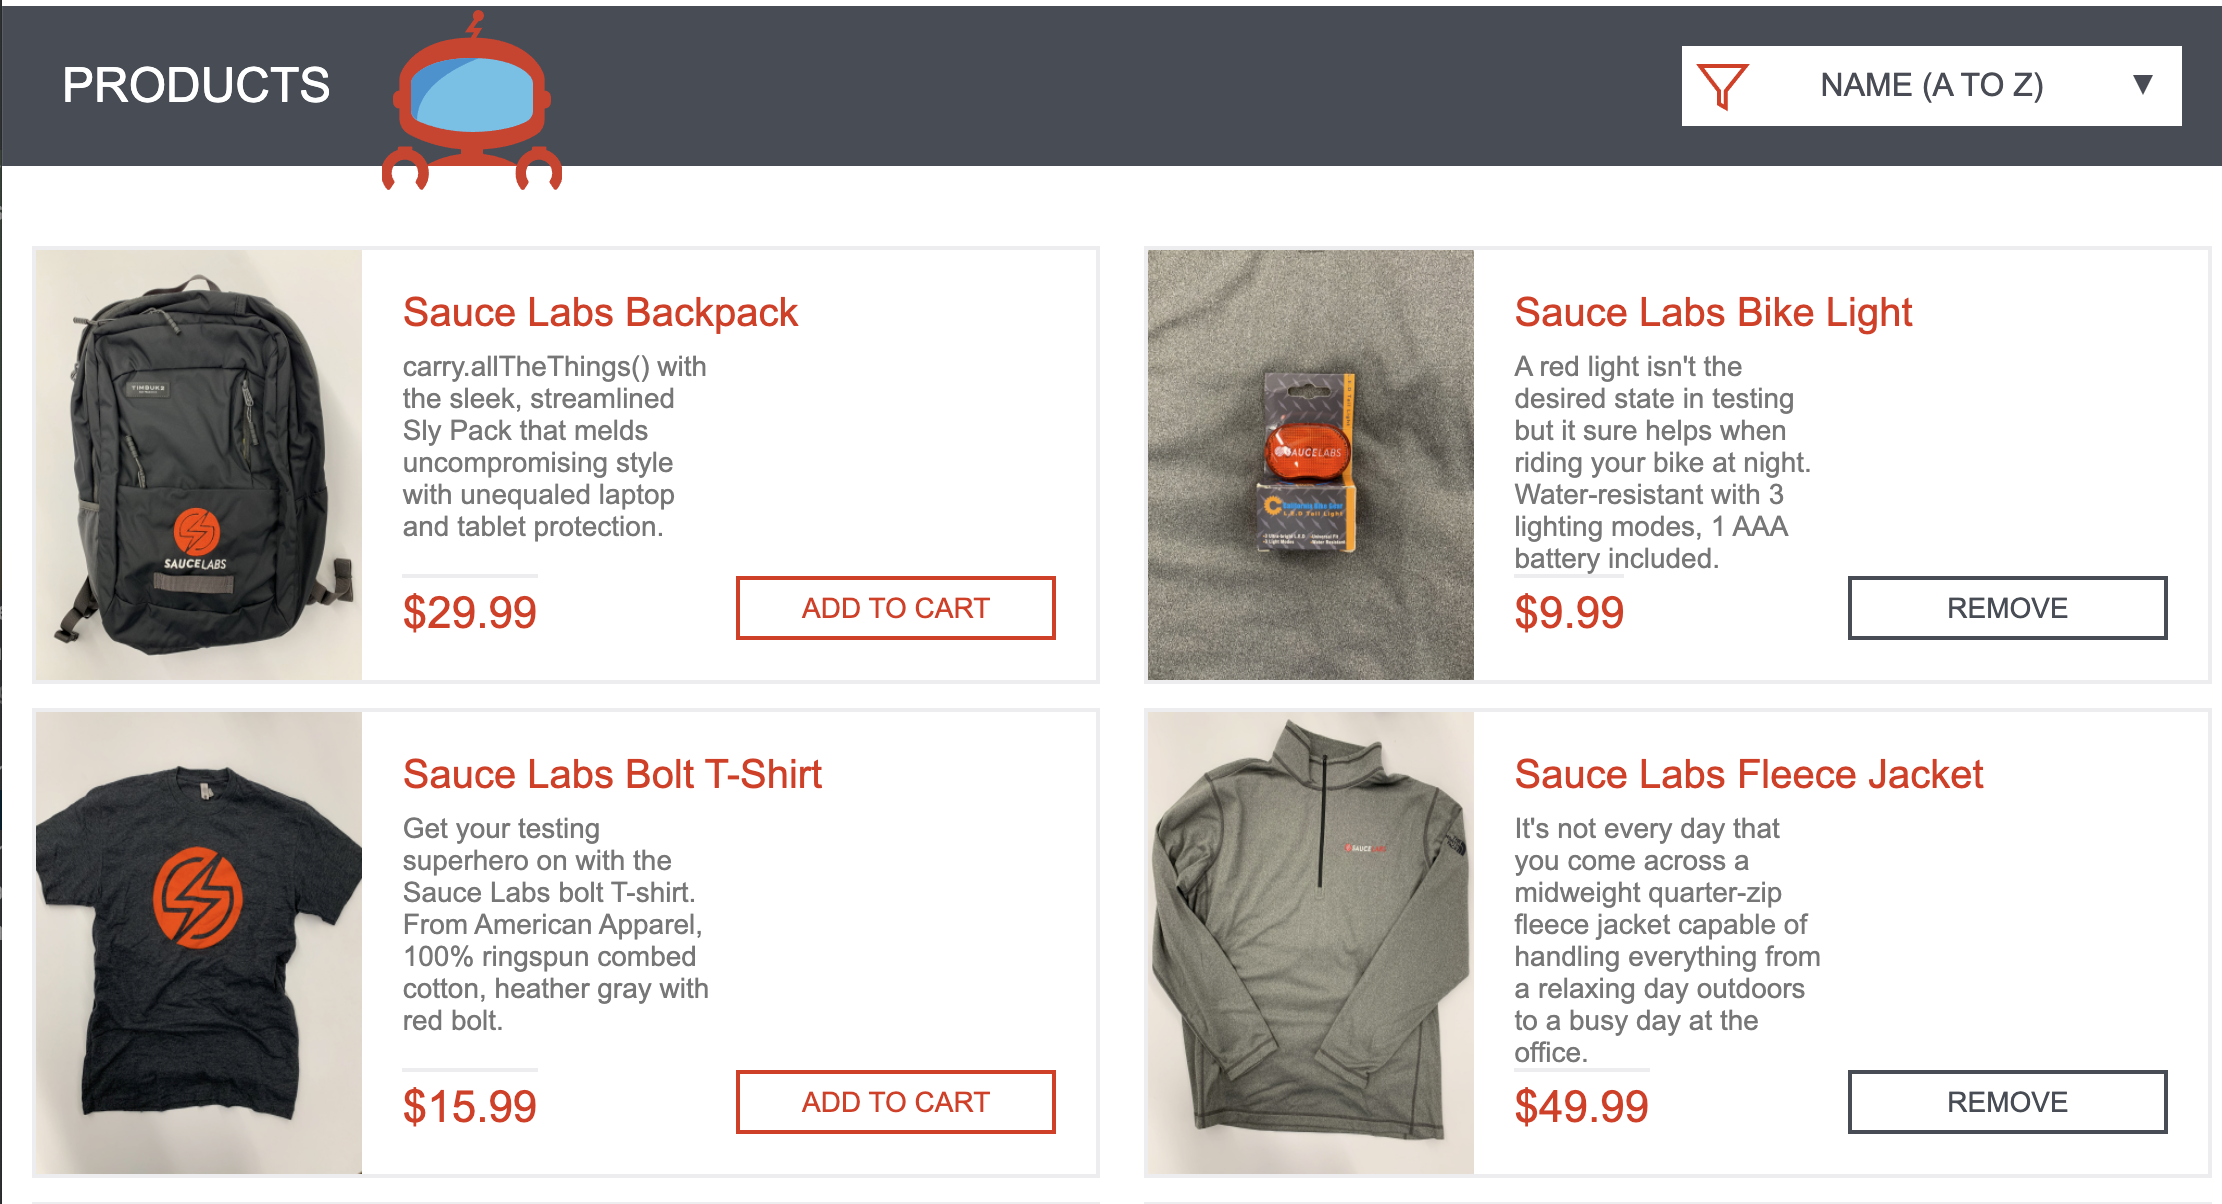 PRODUCTS
NAME (A TO Z)
Sauce Labs Backpack
carry.allTheThings() with
the sleek, streamlined
Sly Pack that melds
uncompromising style
with unequaled laptop
and tablet protection.
$29.99
ADD TO CART
TIMBUK2
SAUCELABS
Sauce Labs Bike Light
A red light isn't the
desired state in testing
but it sure helps when
riding your bike at night.
Water-resistant with 3
lighting modes, 1 AAA
battery included.
$9.99
REMOVE
SAUCELABS
L.E.D Tail Light
Sauce Labs Bolt T-Shirt
Get your testing
superhero on with the
Sauce Labs bolt T-shirt.
From American Apparel,
100% ringspun combed
cotton, heather gray with
red bolt.
$15.99
ADD TO CART
Sauce Labs Fleece Jacket
It's not every day that
you come across a
midweight quarter-zip
fleece jacket capable of
handling everything from
a relaxing day outdoors
to a busy day at the
office.
$49.99
REMOVE
SAUCELABS